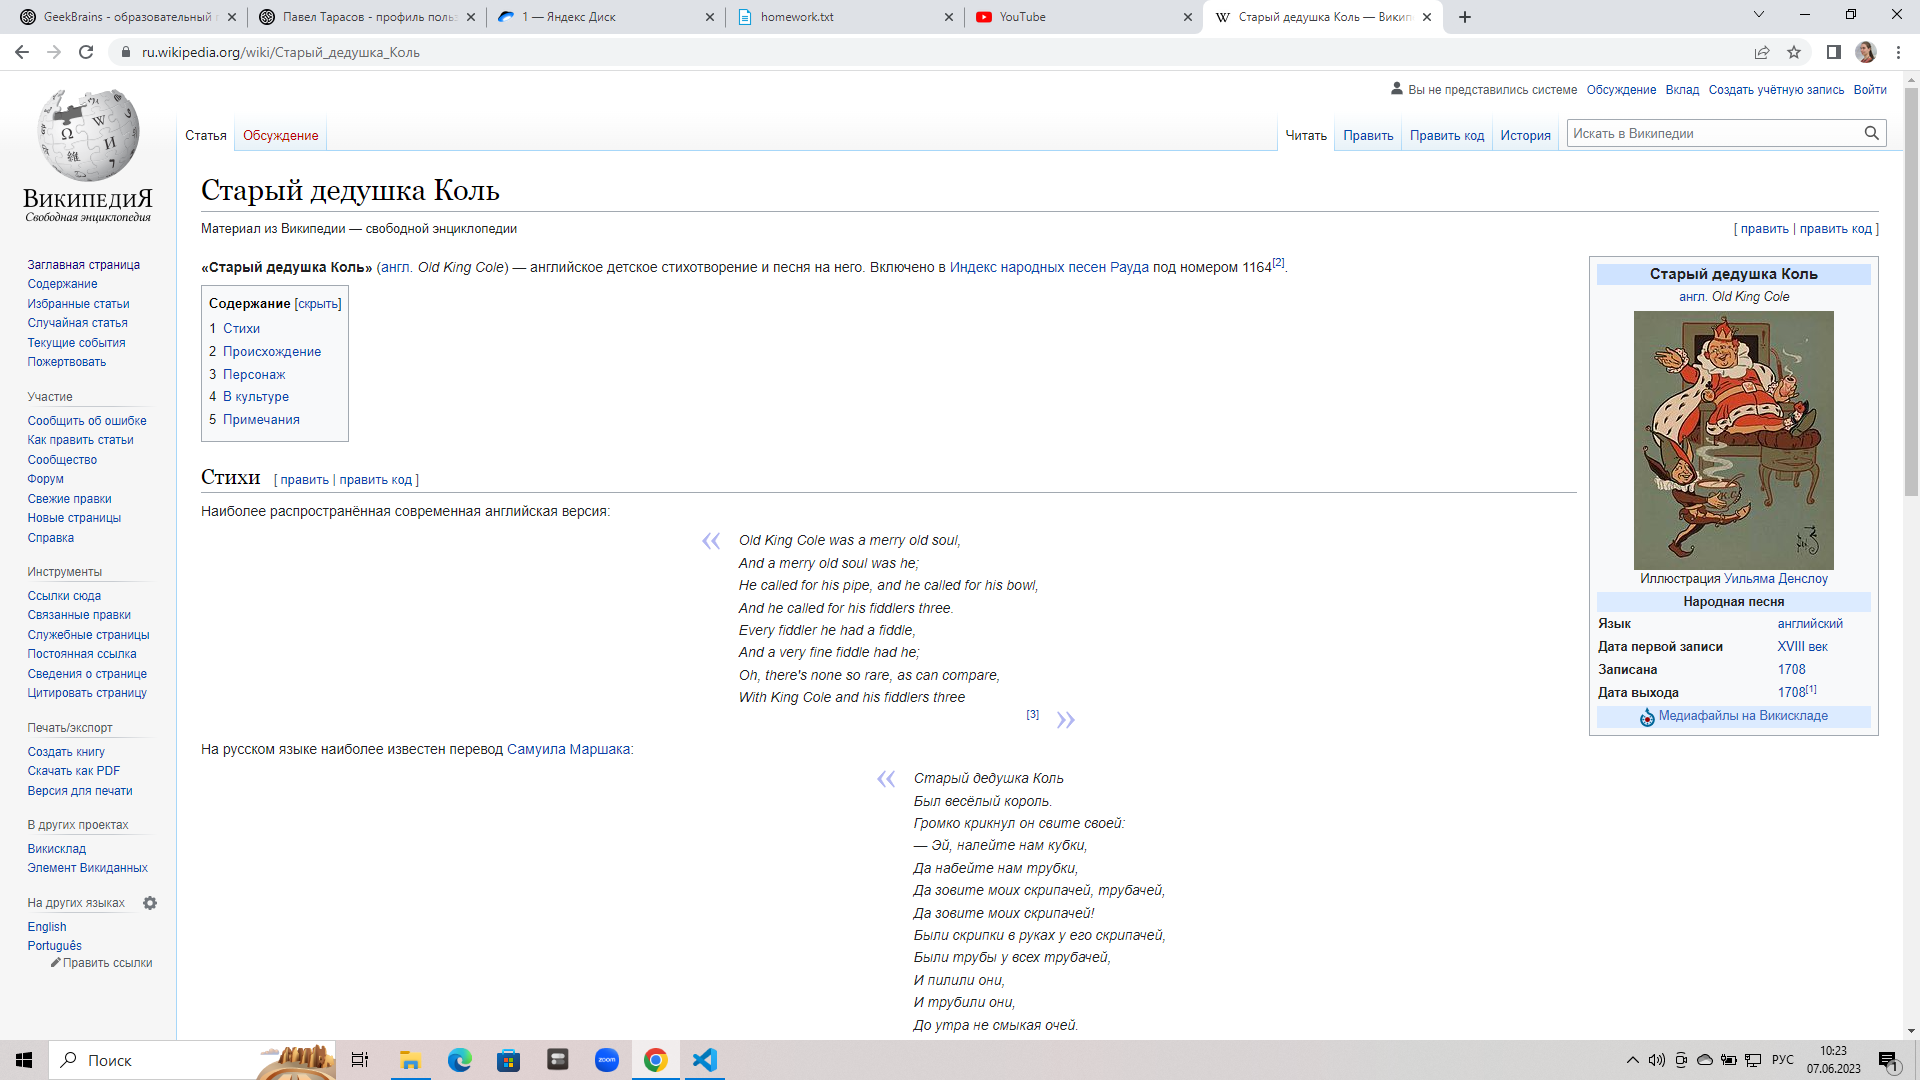 GeekBrains - образовательный
Павел Тарасов - профиль поль
1 — Яндекс Диск
homework.txt
YouTube
W Старый дедушка Коль — Викип
ru.wikipedia.org/wiki/Старый_дедушка_Коль
Вы не представились системе Обсуждение Вклад Создать учётную запись Войти
Статья Обсуждение
Читать Править Править код История Искать в Википедии
ВикипедиЯ
Свободная энциклопедия
Заглавная страница
Содержание
Избранные статьи
Случайная статья
Текущие события
Пожертвовать
Участие
Сообщить об ошибке
Как править статьи
Сообщество
Форум
Свежие правки
Новые страницы
Справка
Инструменты
Ссылки сюда
Связанные правки
Служебные страницы
Постоянная ссылка
Сведения о странице
Цитировать страницу
Печать/экспорт
Создать книгу
Скачать как PDF
Версия для печати
В других проектах
Викисклад
Элемент Викиданных
На других языках
English
Português
Править ссылки
Старый дедушка Коль
Материал из Википедии — свободной энциклопедии
[ править | править код ]
«Старый дедушка Коль» (англ. Old King Cole) — английское детское стихотворение и песня на него. Включено в Индекс народных песен Рауда под номером 1164[2].
Содержание [скрыть]
1 Стихи
2 Происхождение
3 Персонаж
4 В культуре
5 Примечания
Стихи [ править | править код ]
Наиболее распространённая современная английская версия:
« Old King Cole was a merry old soul,
And a merry old soul was he;
He called for his pipe, and he called for his bowl,
And he called for his fiddlers three.
Every fiddler he had a fiddle,
And a very fine fiddle had he;
Oh, there's none so rare, as can compare,
With King Cole and his fiddlers three
[3] »
На русском языке наиболее известен перевод Самуила Маршака:
« Старый дедушка Коль
Был весёлый король.
Громко крикнул он свите своей:
— Эй, налейте нам кубки,
Да набейте нам трубки,
Да зовите моих скрипачей, трубачей,
Да зовите моих скрипачей!
Были скрипки в руках у его скрипачей,
Были трубы у всех трубачей,
И пилили они,
И трубили они,
До утра не смыкая очей.
Старый дедушка Коль
англ. Old King Cole
Иллюстрация Уильяма Денслоу
Народная песня
Язык английский
Дата первой записи XVIII век
Записана 1708
Дата выхода 1708[1]
Медиафайлы на Викискладе
Поиск
zoom
РУС
10:23
07.06.2023
1